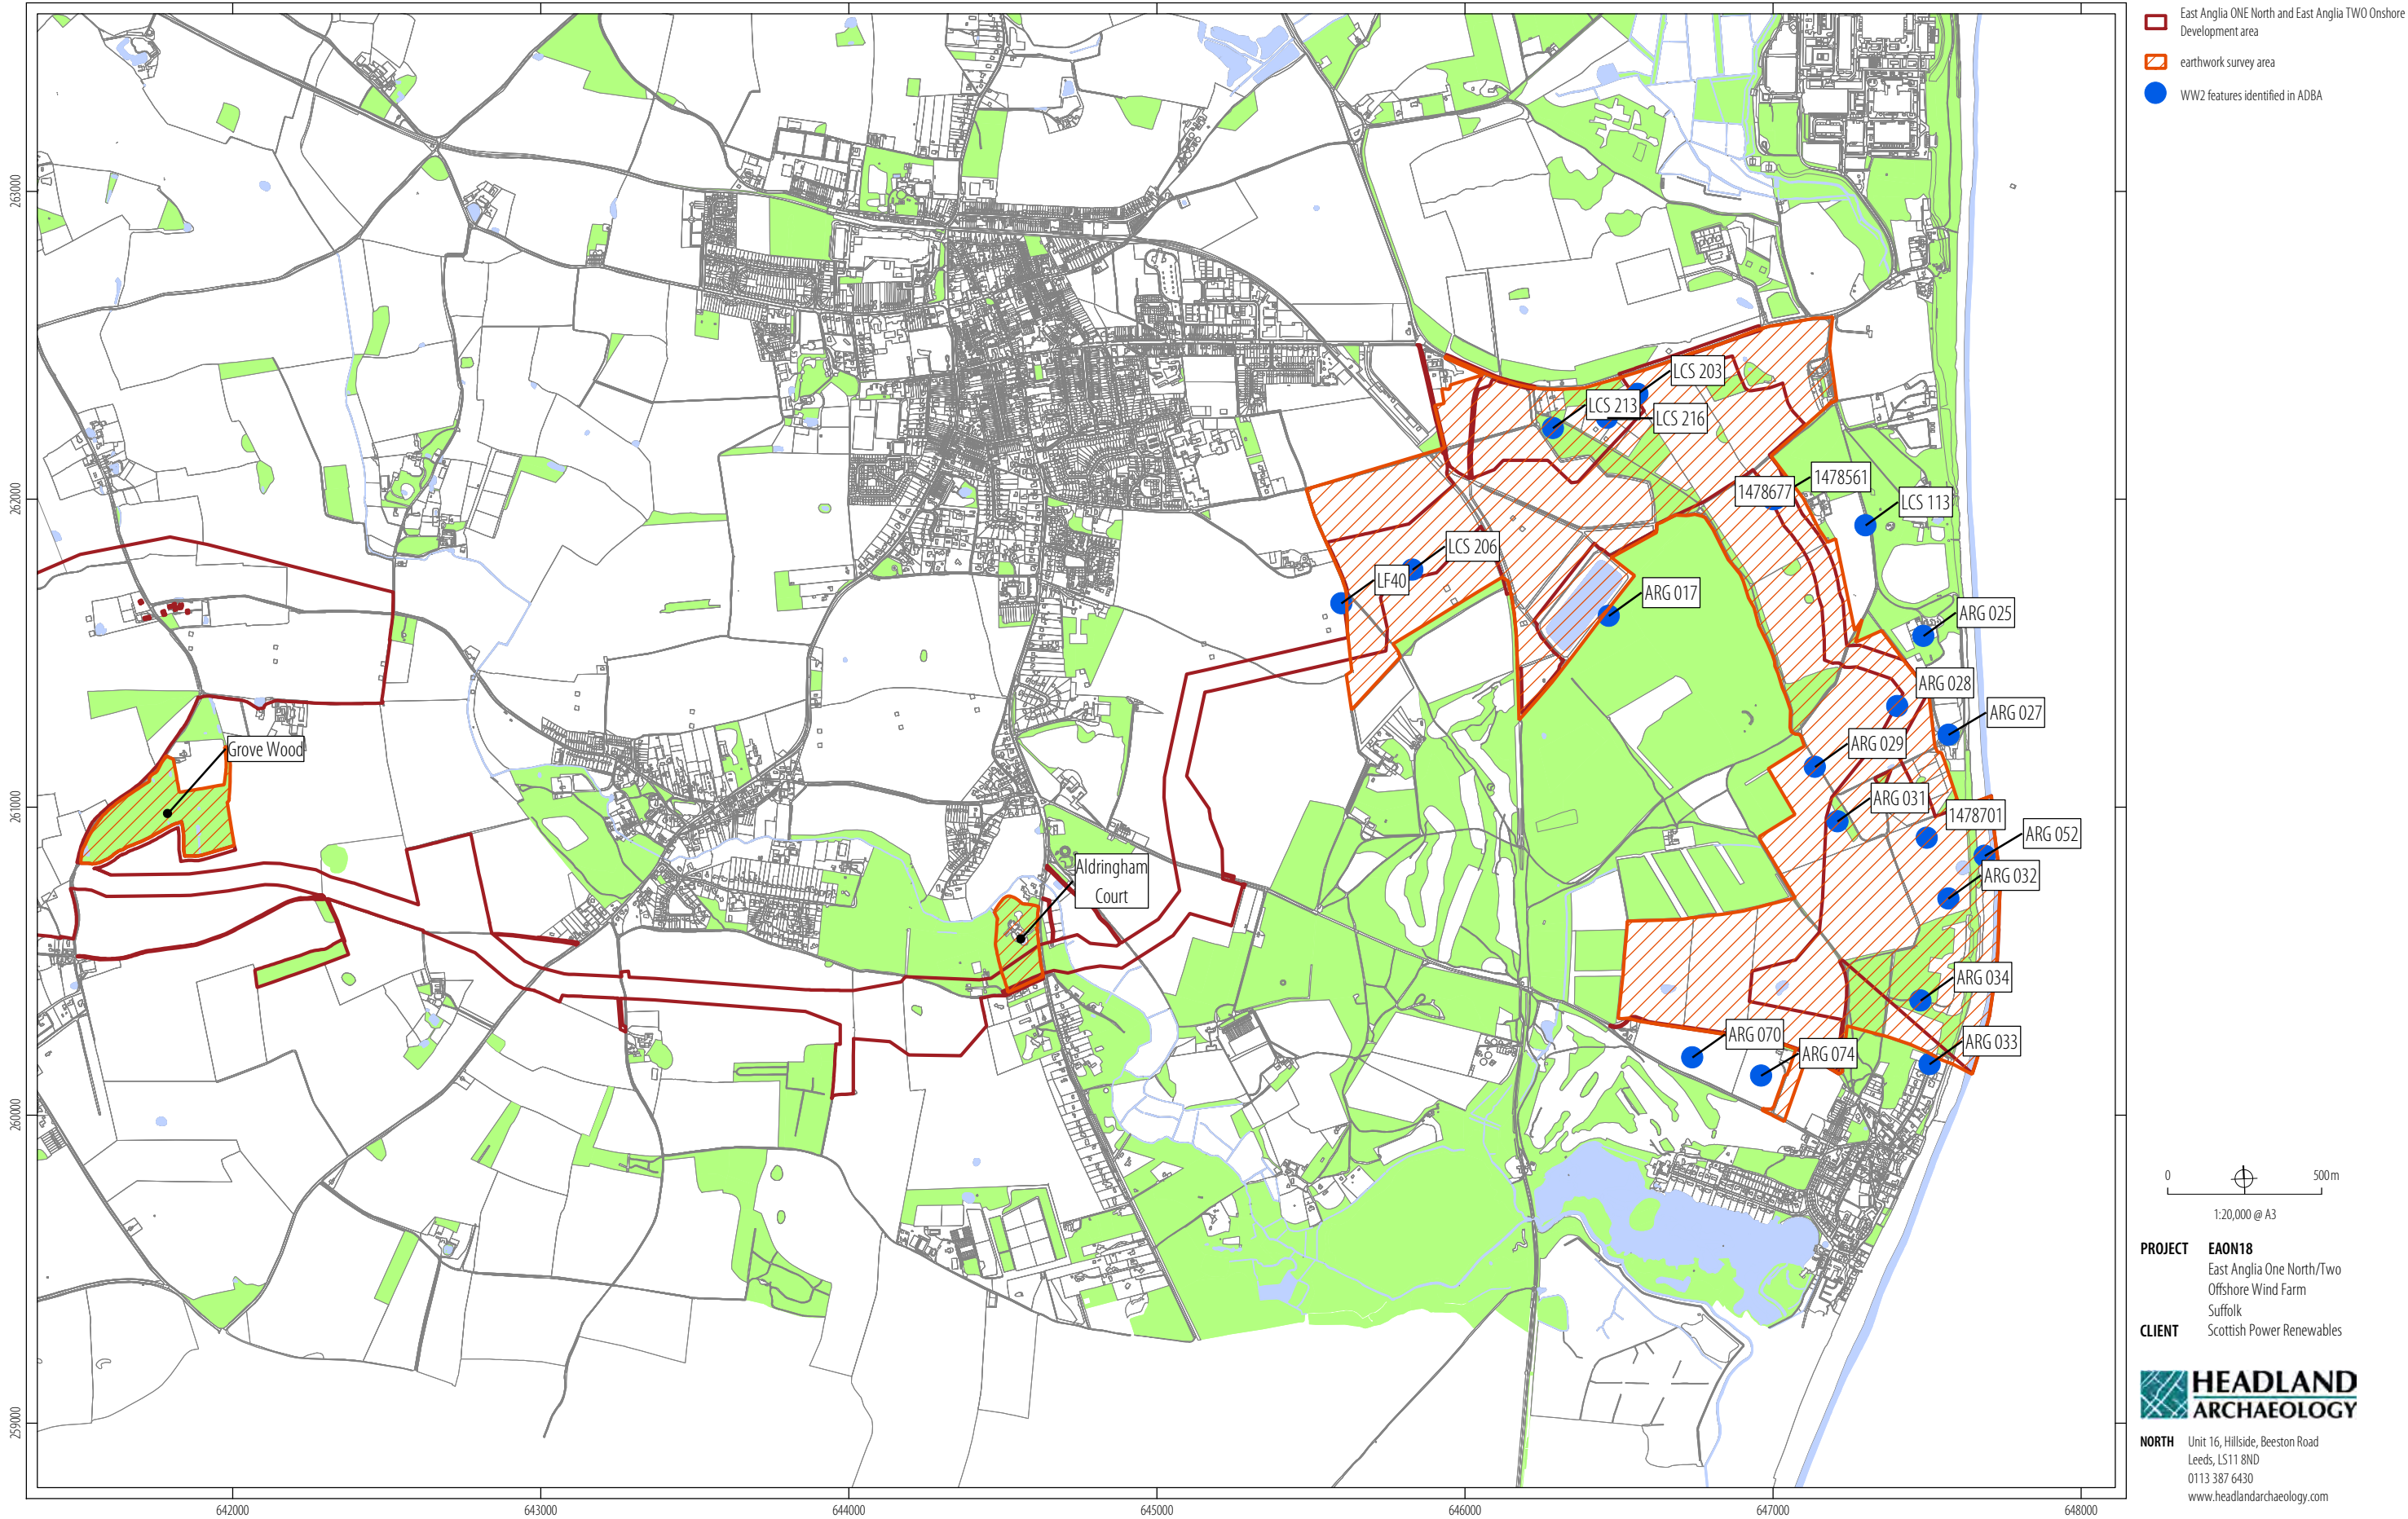 East Anglia ONE North and East Anglia TWO Onshore
Development area
earthwork survey area
WW2 features identified in ADBA
263000
262000
261000
260000
259000
LCS 203
LCS 213
LCS 216
1478561
1478677
LCS 113
LCS 206
LF40
ARG 017
ARG 025
ARG 028
ARG 027
ARG 029
Grove Wood
ARG 031
1478701
ARG 052
Aldringham
Court
ARG 032
ARG 034
ARG 070
ARG 033
ARG 074
0
500m
1:20,000 @ A3
PROJECT EAON18
East Anglia One North/Two
Offshore Wind Farm
Suffolk
CLIENT Scottish Power Renewables
HEADLAND
ARCHAEOLOGY
NORTH Unit 16, Hillside, Beeston Road
Leeds, LS11 8ND
0113 387 6430
www.headlandarchaeology.com
642000
643000
644000
645000
646000
647000
648000